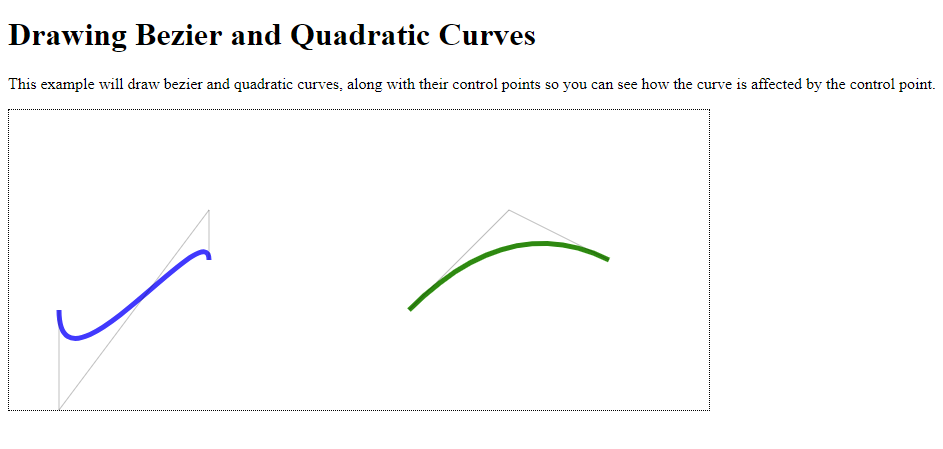 Drawing Bezier and Quadratic Curves
This example will draw bezier and quadratic curves, along with their control points so you can see how the curve is affected by the control point.